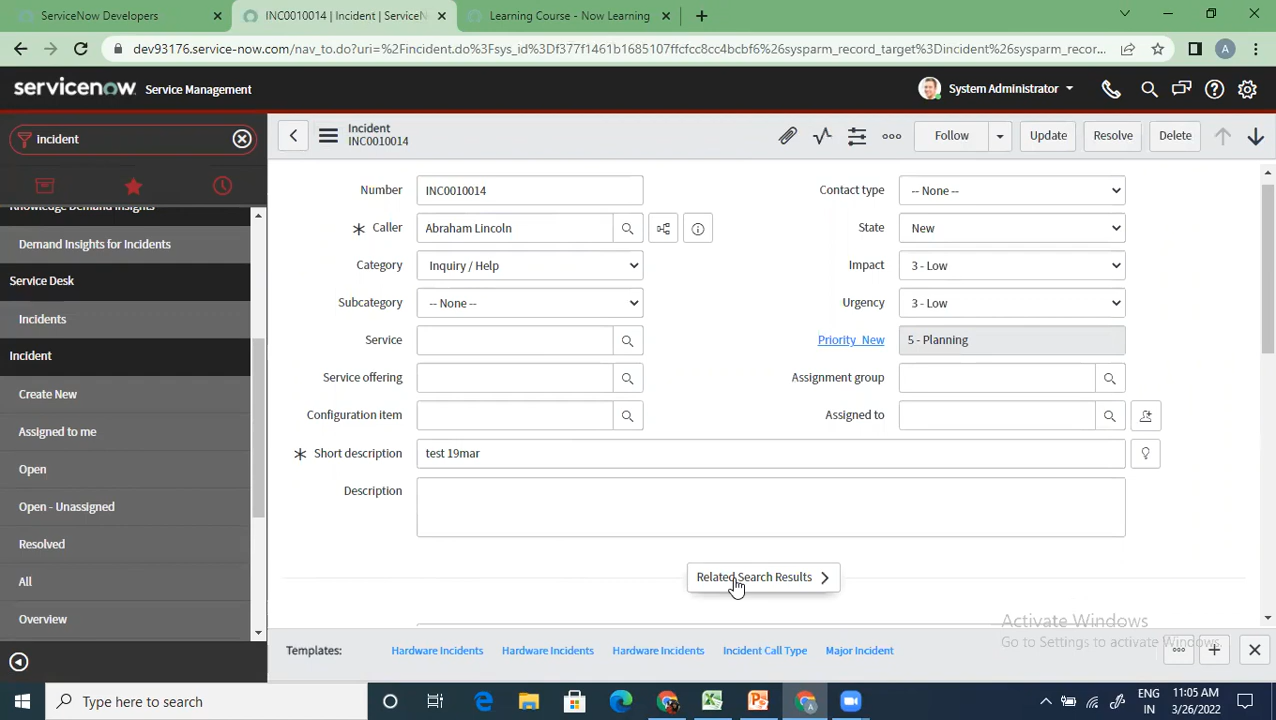 ServiceNow Developers
INC0010014 | Incident | ServiceN
Learning Course - Now Learning
dev93176.service-now.com/nav_to.do?uri=%2Fincident.do%3Fsys_id%3Df377f1461b1685107ffcfcc8cc4bcbf6%26sysparm_record_target%3Dincident%26sysparm_recor...
A
servicenow Service Management
System Administrator
incident
Incident
INC0010014
Follow
Update
Resolve
Delete
Knowledge Demand Insights
Demand Insights for Incidents
Service Desk
Incidents
Incident
Create New
Assigned to me
Open
Open - Unassigned
Resolved
All
Overview
Number INC0010014
Contact type -- None --
Caller Abraham Lincoln
State New
Category Inquiry / Help
Impact 3 - Low
Subcategory -- None --
Urgency 3 - Low
Service
Priority New 5 - Planning
Service offering
Assignment group
Configuration item
Assigned to
Short description test 19mar
Description
Related Search Results
Activate Windows
Go to Settings to activate Windows.
Templates: Hardware Incidents Hardware Incidents Hardware Incidents Incident Call Type Major Incident
Type here to search
ENG
IN
11:05 AM
3/26/2022